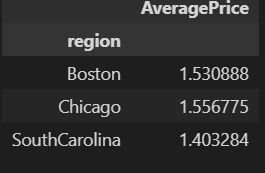 AveragePrice
region
Boston 1.530888
Chicago 1.556775
SouthCarolina 1.403284